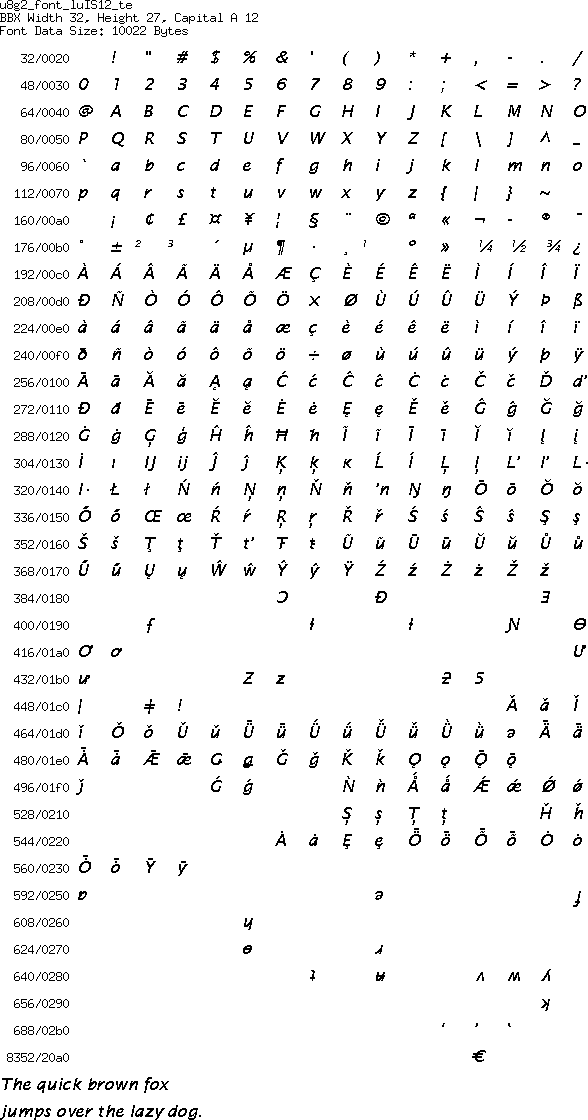 u8g2_font_luIS12_te
BBX Width 32, Height 27, Capital A 12
Font Data Size: 10022 Bytes
32/0020 ! " # $ % & ' ( ) * + , - . /
48/0030 0 1 2 3 4 5 6 7 8 9 : ; < = > ?
64/0040 @ A B C D E F G H I J K L M N O
80/0050 P Q R S T U V W X Y Z [ \ ] ^ _
96/0060 ` a b c d e f g h i j k l m n o
112/0070 p q r s t u v w x y z { | } ~
160/00a0 ¡ ¢ £ ¤ ¥ ¦ § ¨ © ª « ¬ - ® ¯
176/00b0 ° ± ² ³ ´ µ ¶ · ¸ ¹ º » ¼ ½ ¾ ¿
192/00c0 À Á Â Ã Ä Å Æ Ç È É Ê Ë Ì Í Î Ï
208/00d0 Ð Ñ Ò Ó Ô Õ Ö × Ø Ù Ú Û Ü Ý Þ ß
224/00e0 à á â ã ä å æ ç è é ê ë ì í î ï
240/00f0 ð ñ ò ó ô õ ö ÷ ø ù ú û ü ý þ ÿ
256/0100 Ā ā Ă ă Ą ą Ć ć Ĉ ĉ Ċ ċ Č č Ď ď
272/0110 Đ đ Ē ē Ĕ ĕ Ė ė Ę ę Ě ě Ĝ ĝ Ğ ğ
288/0120 Ġ ġ Ģ ģ Ĥ ĥ Ħ ħ Ĩ ĩ Ī ī Ĭ ĭ Į į
304/0130 İ ı Ĳ ĳ Ĵ ĵ Ķ ķ ĸ Ĺ ĺ Ļ ļ Ľ ľ Ŀ
320/0140 ŀ Ł ł Ń ń Ņ ņ Ň ň ŉ Ŋ ŋ Ō ō Ŏ ŏ
336/0150 Ő ő Œ œ Ŕ ŕ Ŗ ŗ Ř ř Ś ś Ŝ ŝ Ş ş
352/0160 Š š Ţ ţ Ť ť Ŧ ŧ Ũ ũ Ū ū Ŭ ŭ Ů ů
368/0170 Ű ű Ų ų Ŵ ŵ Ŷ ŷ Ÿ Ź ź Ż ż Ž ž
384/0180 Ɔ Ɖ Ǝ
400/0190 ƒ Ɨ ƚ Ɲ Ɵ
416/01a0 Ơ ơ Ư
432/01b0 ư Ƶ ƶ ƻ Ƽ
448/01c0 ǀ ǂ ǃ Ǎ ǎ Ǐ
464/01d0 ǐ Ǒ ǒ Ǔ ǔ Ǖ ǖ Ǘ ǘ Ǚ ǚ Ǜ ǜ ǝ Ǟ ǟ
480/01e0 Ǡ ǡ Ǣ ǣ Ǥ ǥ Ǧ ǧ Ǩ ǩ Ǫ ǫ Ǭ ǭ
496/01f0 ǰ Ǵ ǵ Ǹ ǹ Ǻ ǻ Ǽ ǽ Ǿ ǿ
528/0210 Ș ș Ț ț Ȟ ȟ
544/0220 Ȧ ȧ Ȩ ȩ Ȫ ȫ Ȭ ȭ Ȯ ȯ
560/0230 Ȱ ȱ Ȳ ȳ
592/0250 ɐ ə ɟ
608/0260 ɥ
624/0270 ɵ ɹ
640/0280 ʇ ʉ ʌ ʍ ʎ
656/0290 ʞ
688/02b0 ʻ ʼ ʽ
8352/20a0 €
The quick brown fox
jumps over the lazy dog.